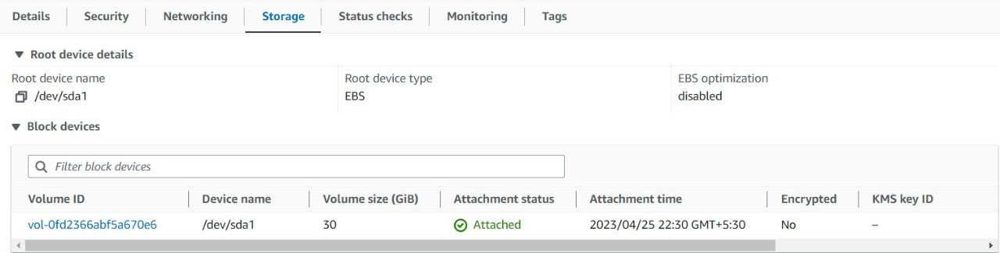 Details Security Networking Storage Status checks Monitoring Tags
Root device details
Root device name Root device type EBS optimization
/dev/sda1 EBS disabled
Block devices
Filter block devices
Volume ID Device name Volume size (GiB) Attachment status Attachment time Encrypted KMS key ID
vol-0fd2366abf5a670e6 /dev/sda1 30 Attached 2023/04/25 22:30 GMT+5:30 No –